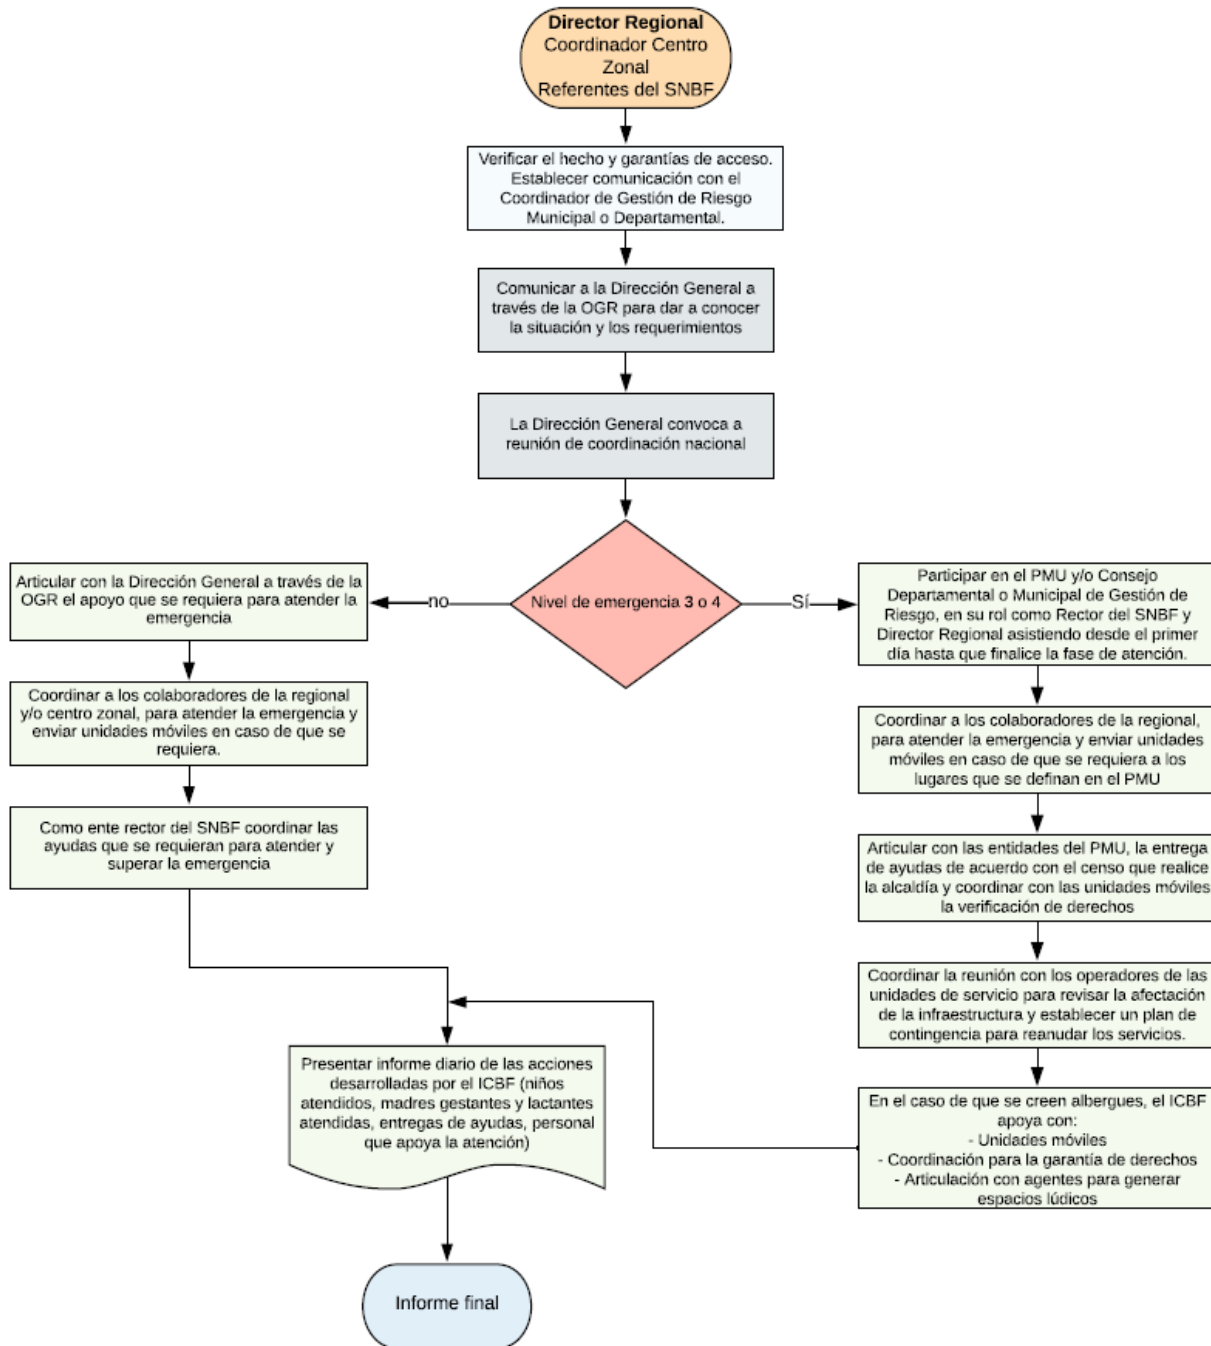 Director Regional
Coordinador Centro
Zonal
Referentes del SNBF
Verificar el hecho y garantías de acceso.
Establecer comunicación con el
Coordinador de Gestión de Riesgo
Municipal o Departamental.
Comunicar a la Dirección General a
través de la OGR para dar a conocer
la situación y los requerimientos
La Dirección General convoca a
reunión de coordinación nacional
Nivel de emergencia 3 o 4
no
Sí
Articular con la Dirección General a través de la
OGR el apoyo que se requiera para atender la
emergencia
Coordinar a los colaboradores de la regional
y/o centro zonal, para atender la emergencia y
enviar unidades móviles en caso de que se
requiera.
Como ente rector del SNBF coordinar las
ayudas que se requieran para atender y
superar la emergencia
Participar en el PMU y/o Consejo
Departamental o Municipal de Gestión de
Riesgo, en su rol como Rector del SNBF y
Director Regional asistiendo desde el primer
día hasta que finalice la fase de atención.
Coordinar a los colaboradores de la regional,
para atender la emergencia y enviar unidades
móviles en caso de que se requiera a los
lugares que se definan en el PMU
Articular con las entidades del PMU, la entrega
de ayudas de acuerdo con el censo que realice
la alcaldía y coordinar con las unidades móviles
la verificación de derechos
Coordinar la reunión con los operadores de las
unidades de servicio para revisar la afectación
de la infraestructura y establecer un plan de
contingencia para reanudar los servicios.
En el caso de que se creen albergues, el ICBF
apoya con:
- Unidades móviles
- Coordinación para la garantía de derechos
- Articulación con agentes para generar
espacios lúdicos
Presentar informe diario de las acciones
desarrolladas por el ICBF (niños
atendidos, madres gestantes y lactantes
atendidas, entregas de ayudas, personal
que apoya la atención)
Informe final